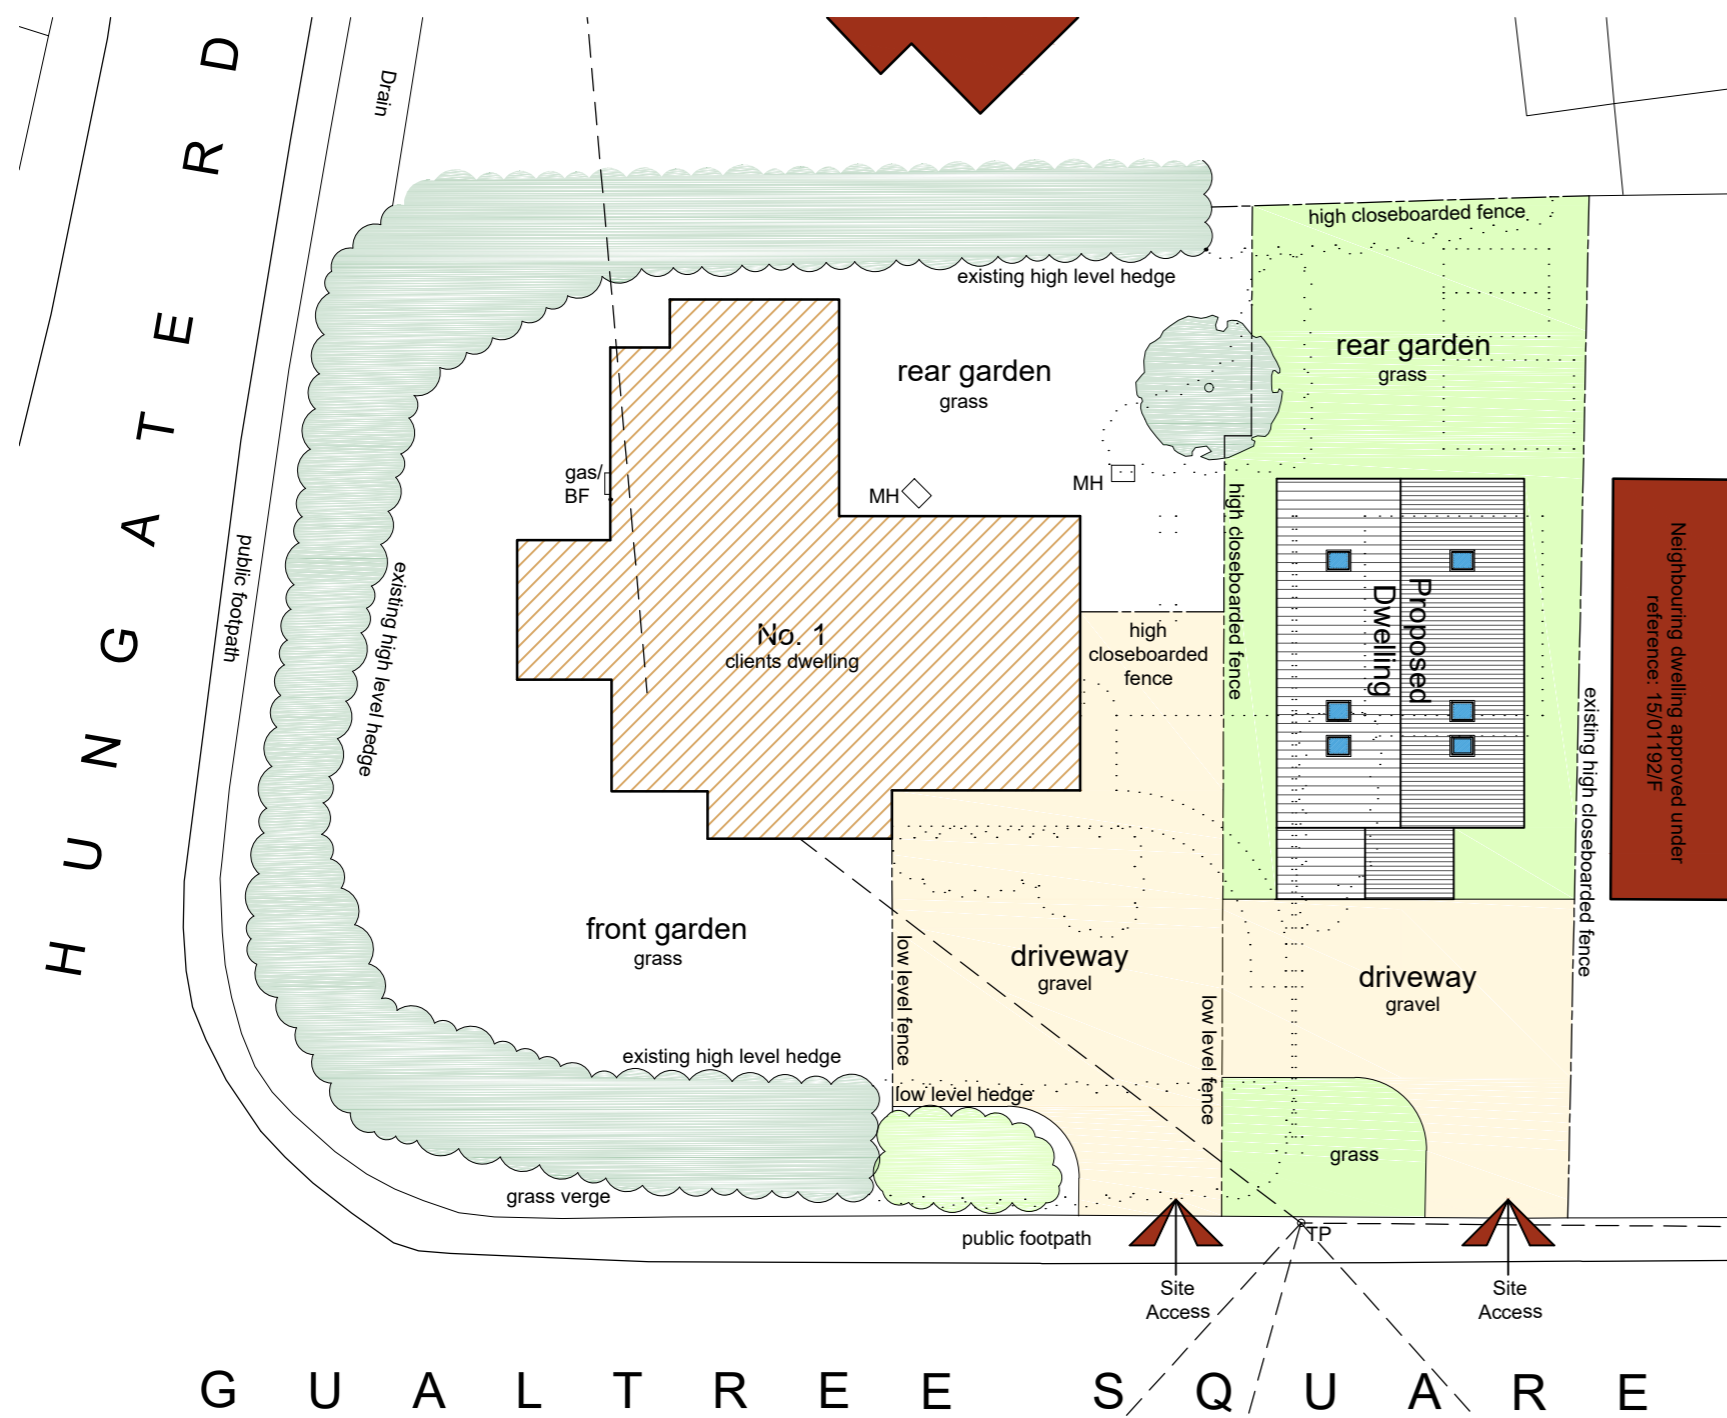 HUNGATE RD
Drain
high closeboarded fence
existing high level hedge
rear garden
grass
rear garden
grass
gas/
BF
MH
MH
high closeboarded fence
public footpath
existing high level hedge
No. 1
clients dwelling
high
closeboarded
fence
Proposed
Dwelling
Neighbouring dwelling approved under
reference: 15/01192/F
existing high closeboarded fence
front garden
grass
low level fence
driveway
gravel
low level fence
driveway
gravel
existing high level hedge
low level hedge
grass
grass verge
public footpath
TP
Site
Access
Site
Access
GUALTREE SQUARE